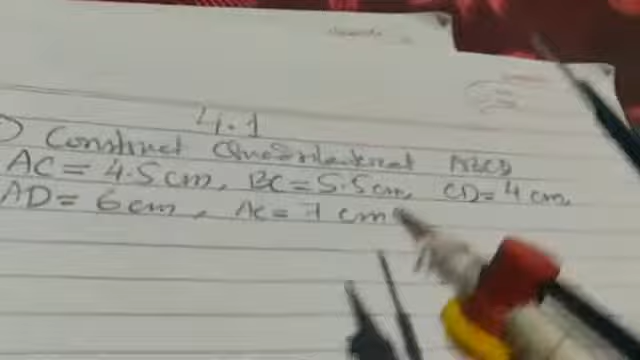 4.1
Construct Quadrilateral ABCD
AC = 4.5 cm, BC = 5.5 cm, CD = 4 cm,
AD = 6 cm, AC = 7 cm